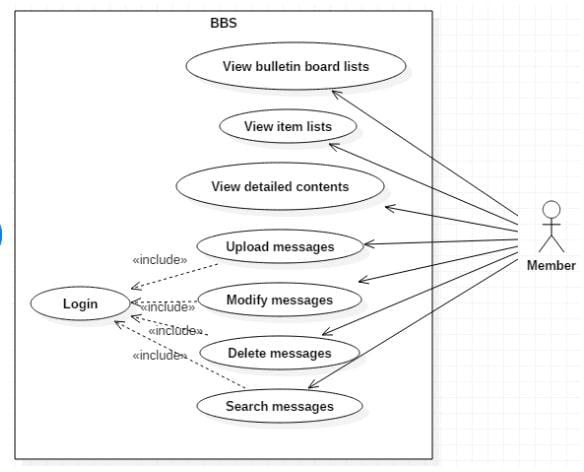 BBS
View bulletin board lists
View item lists
View detailed contents
Upload messages
«include»
Member
Login
«include»
Modify messages
«include»
Delete messages
«include»
Search messages